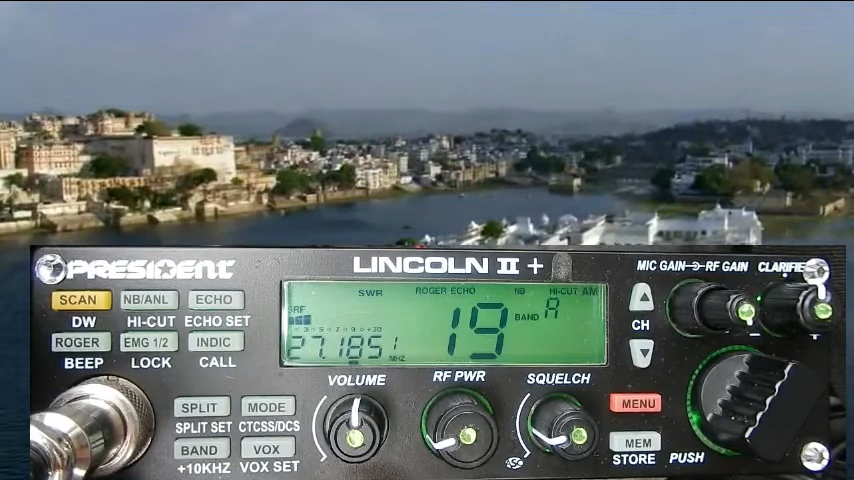 PRESIDENT
LINCOLN II +
MIC GAIN RF GAIN CLARIFIER
SCAN NB/ANL ECHO
DW HI-CUT ECHO SET
ROGER EMG 1/2 INDIC
BEEP LOCK CALL
SWR ROGER ECHO NB HI-CUT AM
SRF
BAND A
19
27.1851 MHZ
CH
VOLUME RF PWR SQUELCH
SPLIT MODE
SPLIT SET CTCSS/DCS
BAND VOX
+10KHZ VOX SET
ASC
MENU
MEM
STORE PUSH